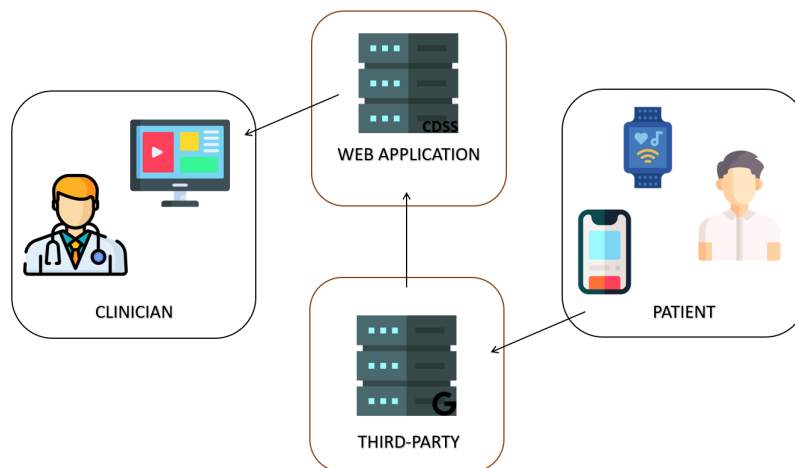 CDSS
WEB APPLICATION
CLINICIAN
PATIENT
G
THIRD-PARTY